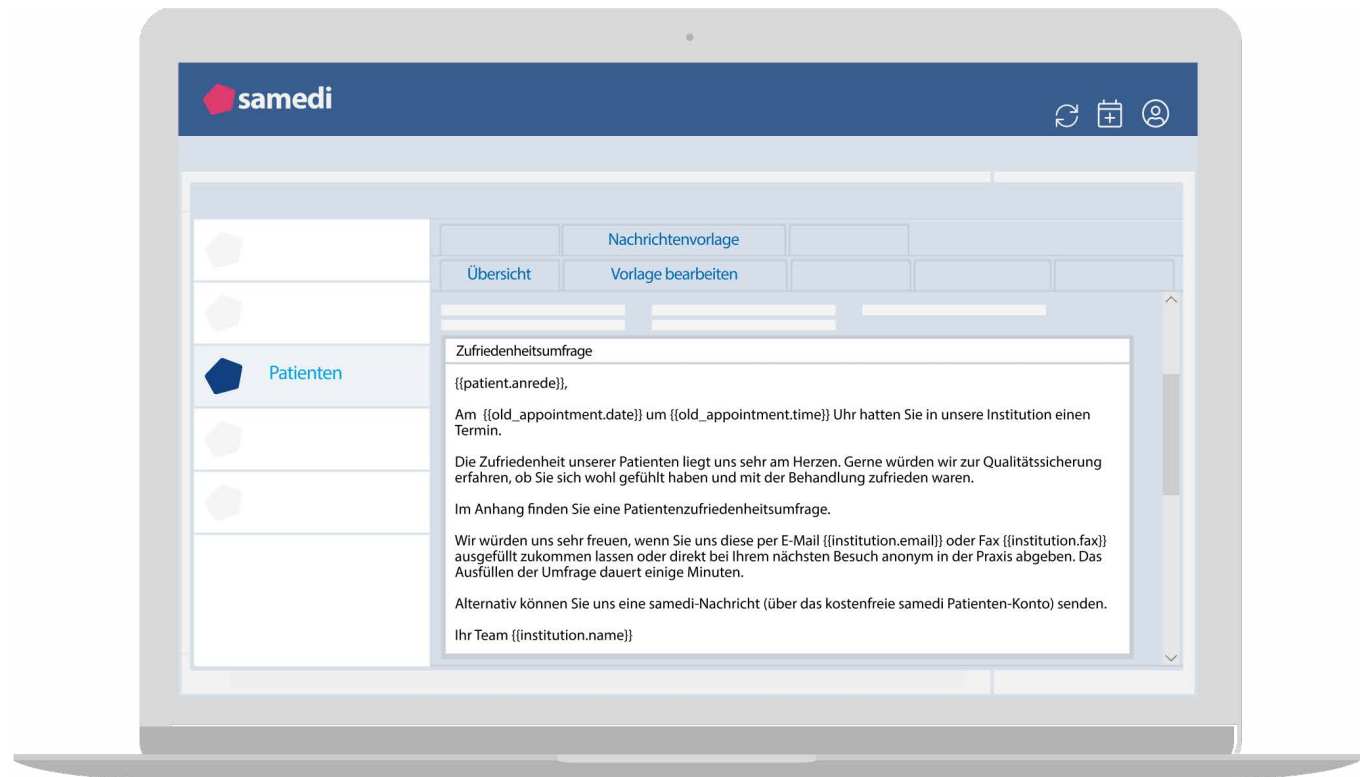 samedi
Nachrichtenvorlage
Übersicht
Vorlage bearbeiten
Patienten
Zufriedenheitsumfrage
{{patient.anrede}},
Am {{old_appointment.date}} um {{old_appointment.time}} Uhr hatten Sie in unsere Institution einen
Termin.
Die Zufriedenheit unserer Patienten liegt uns sehr am Herzen. Gerne würden wir zur Qualitätssicherung
erfahren, ob Sie sich wohl gefühlt haben und mit der Behandlung zufrieden waren.
Im Anhang finden Sie eine Patientenzufriedenheitsumfrage.
Wir würden uns sehr freuen, wenn Sie uns diese per E-Mail {{institution.email}} oder Fax {{institution.fax}}
ausgefüllt zukommen lassen oder direkt bei Ihrem nächsten Besuch anonym in der Praxis abgeben. Das
Ausfüllen der Umfrage dauert einige Minuten.
Alternativ können Sie uns eine samedi-Nachricht (über das kostenfreie samedi Patienten-Konto) senden.
Ihr Team {{institution.name}}